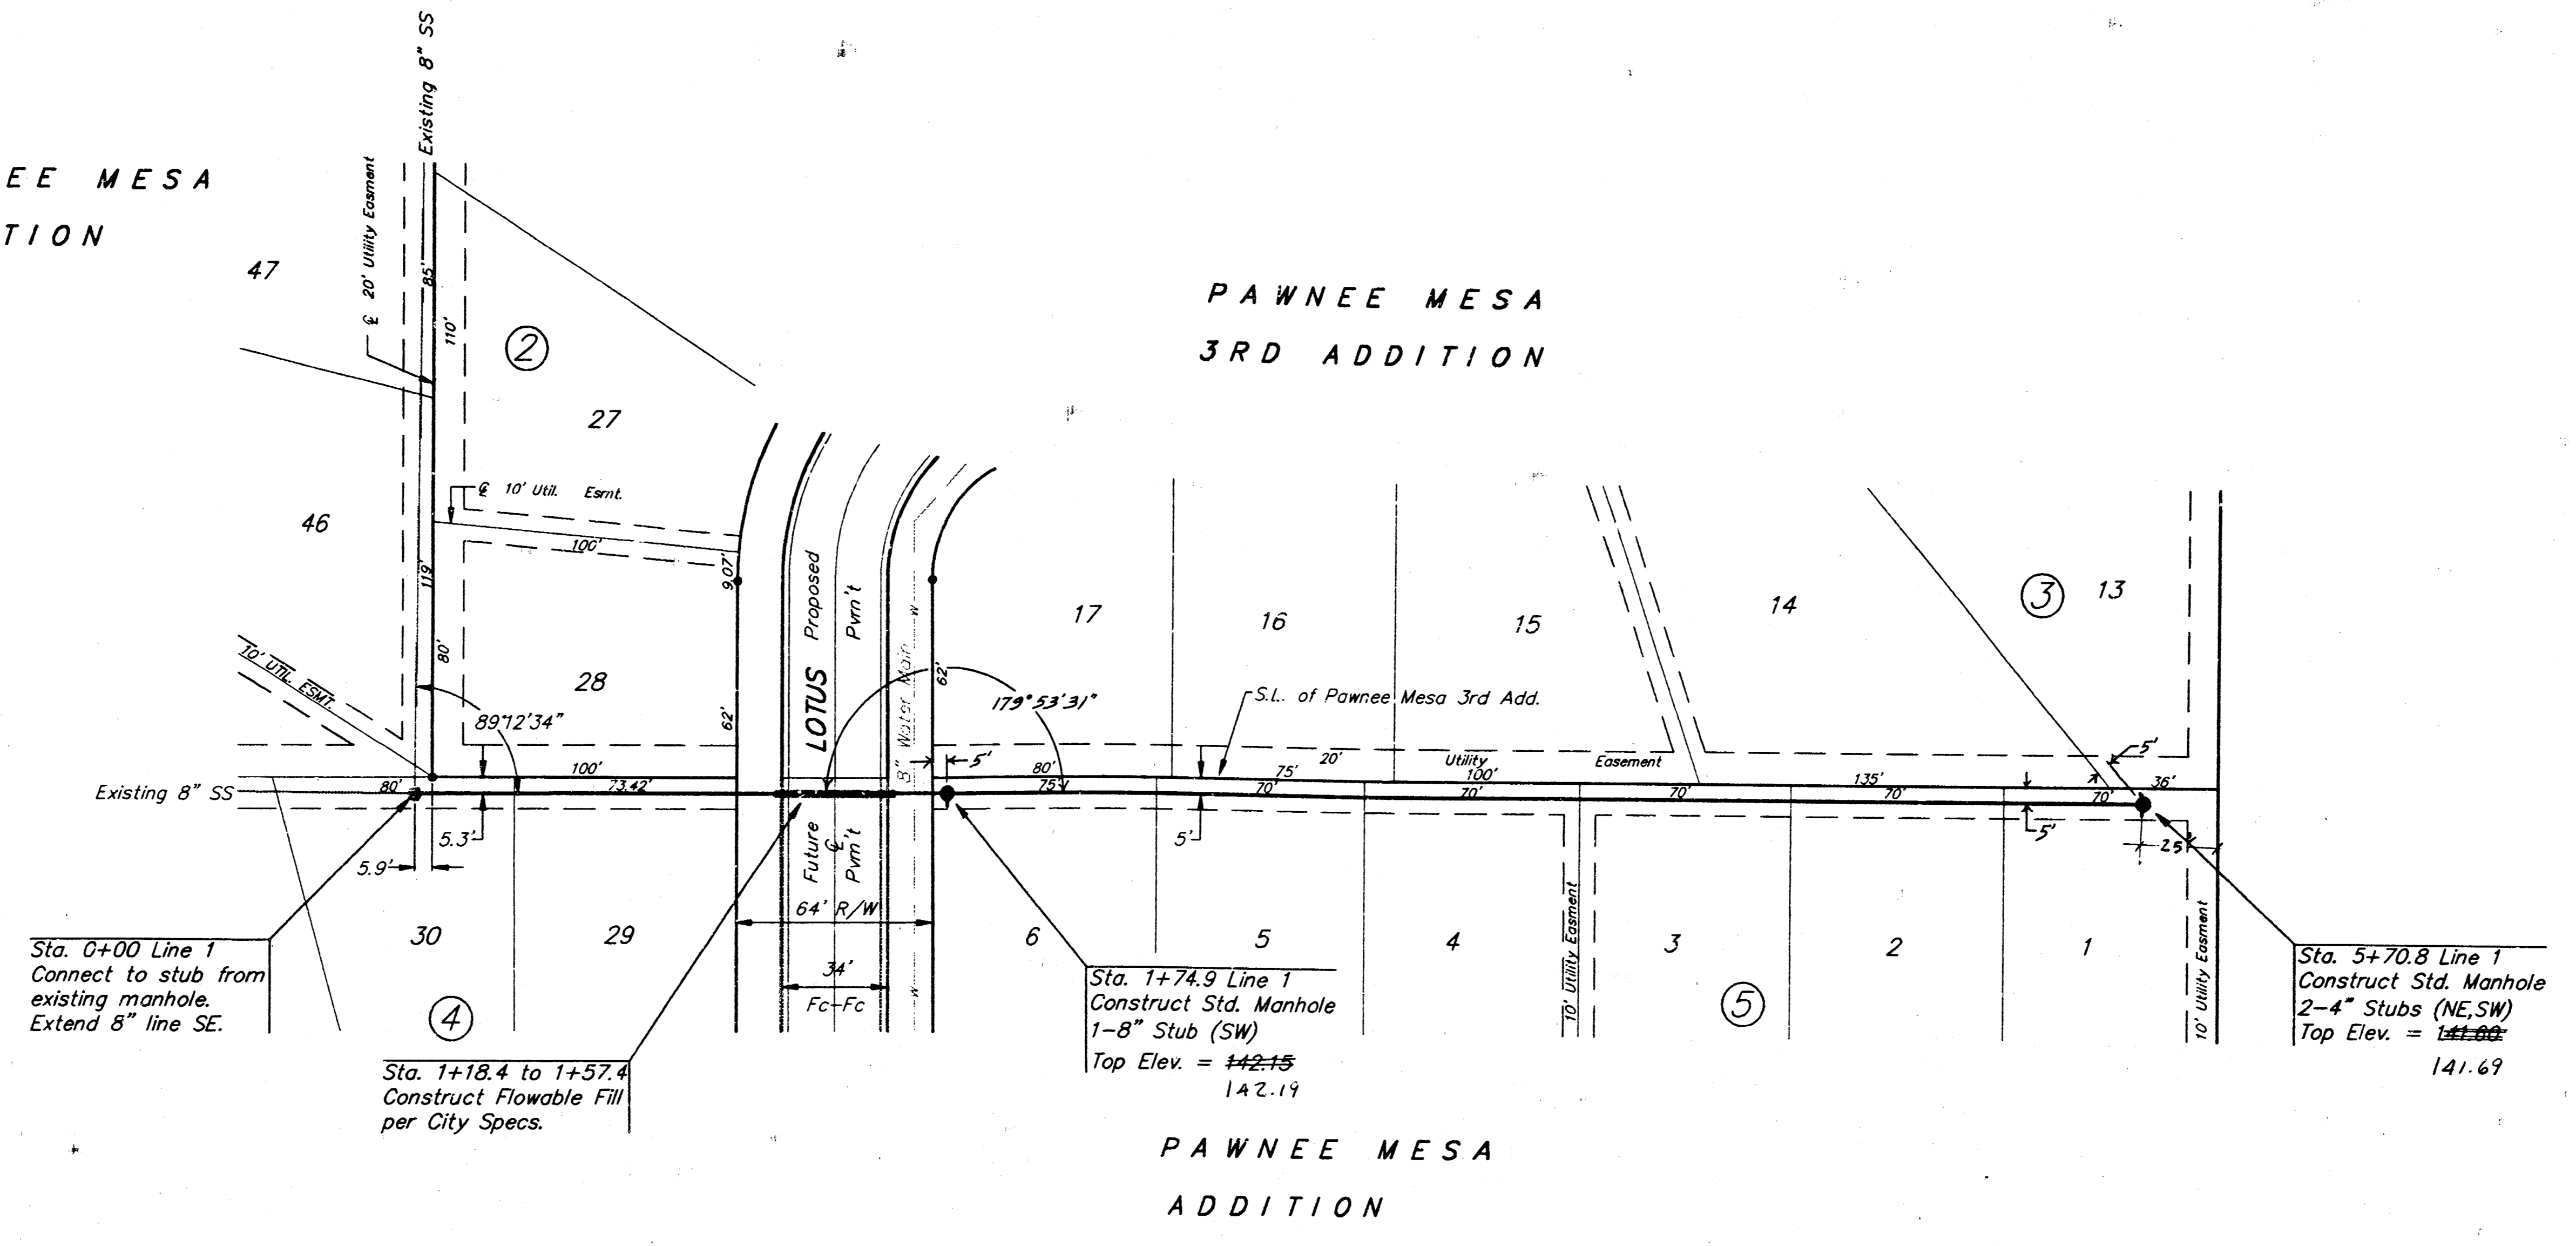 Existing 8" SS
EE MESA
TION
℄ 20' Utility Easment
47
85'
110'
2
PAWNEE MESA
3RD ADDITION
27
℄ 10' Util. Esmt.
46
100'
119'
9.07'
Proposed
Pvm't
17
16
15
14
3
13
80'
10' UTIL. ESMT.
28
62'
LOTUS
8" Water Main
W
62'
179° 53' 31"
S.L. of Pawnee Mesa 3rd Add.
89°12'34"
5'
20' Utility Easement
5'
100'
80'
75'
100'
135'
36'
Existing 8" SS
80'
73.42'
75'
70'
70'
70'
70'
70'
5.3'
5.9'
5'
5'
25'
Future
℄
Pvm't
64' R/W
34'
Fc-Fc
W
30
29
6
5
4
10' Utility Easment
3
2
1
10' Utility Easment
4
5
Sta. 0+00 Line 1
Connect to stub from
existing manhole.
Extend 8" line SE.
Sta. 1+18.4 to 1+57.4
Construct Flowable Fill
per City Specs.
Sta. 1+74.9 Line 1
Construct Std. Manhole
1-8" Stub (SW)
Top Elev. = 142.15
142.19
Sta. 5+70.8 Line 1
Construct Std. Manhole
2-4" Stubs (NE,SW)
Top Elev. = 141.60
141.69
PAWNEE MESA
ADDITION